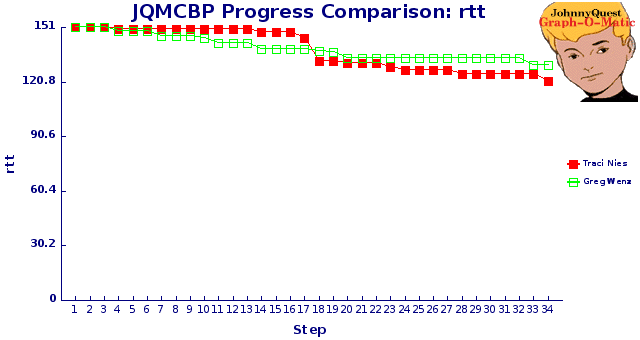 JQMCBP Progress Comparison: rtt
JohnnyQuest
Graph-O-Matic
151
120.8
90.6
60.4
30.2
0
rtt
Traci Nies
Greg Wenz
1 2 3 4 5 6 7 8 9 10 11 12 13 14 15 16 17 18 19 20 21 22 23 24 25 26 27 28 29 30 31 32 33 34
Step